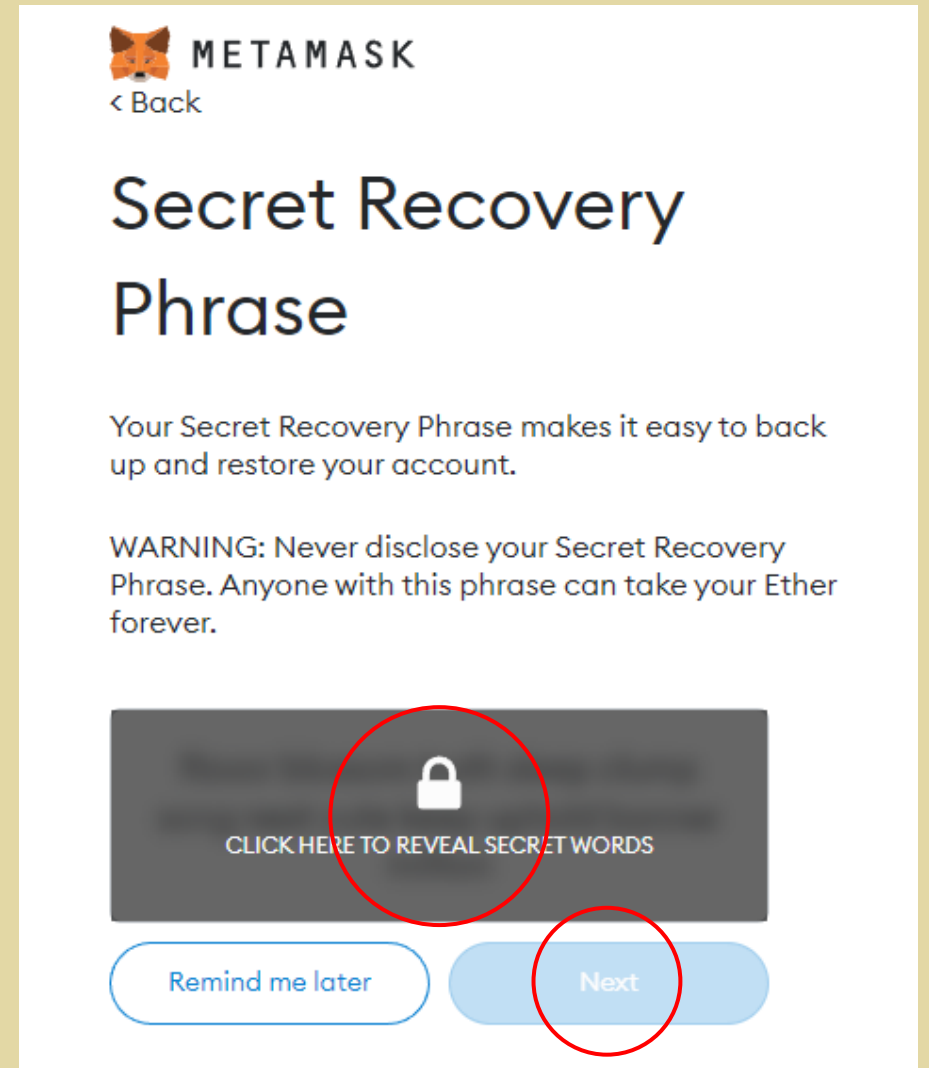 METAMASK
< Back
Secret Recovery
Phrase
Your Secret Recovery Phrase makes it easy to back
up and restore your account.
WARNING: Never disclose your Secret Recovery
Phrase. Anyone with this phrase can take your Ether
forever.
CLICK HERE TO REVEAL SECRET WORDS
Remind me later
Next